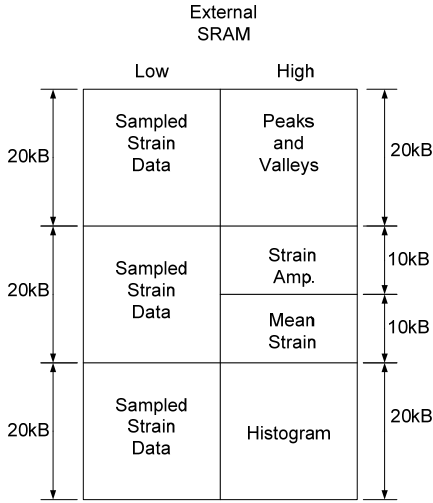 External
SRAM
Low
High
20kB
Sampled
Strain
Data
Peaks
and
Valleys
20kB
20kB
Sampled
Strain
Data
Strain
Amp.
10kB
Mean
Strain
10kB
20kB
Sampled
Strain
Data
Histogram
20kB